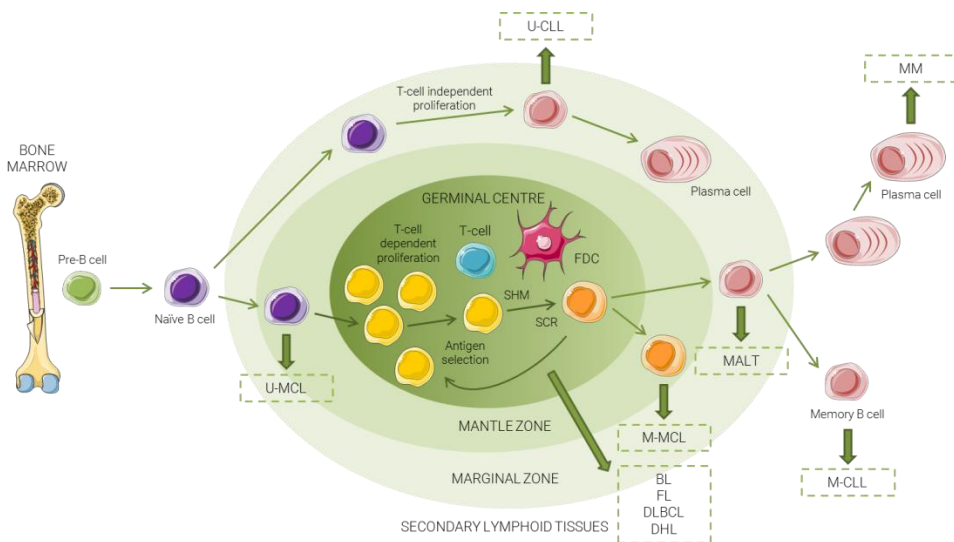 U-CLL
MM
T-cell independent
proliferation
BONE
MARROW
Plasma cell
Plasma cell
GERMINAL CENTRE
T-cell
dependent
proliferation
T-cell
FDC
Pre-B cell
Naïve B cell
SHM
SCR
Antigen
selection
U-MCL
MALT
Memory B cell
MANTLE ZONE
M-MCL
MARGINAL ZONE
M-CLL
BL
FL
DLBCL
DHL
SECONDARY LYMPHOID TISSUES